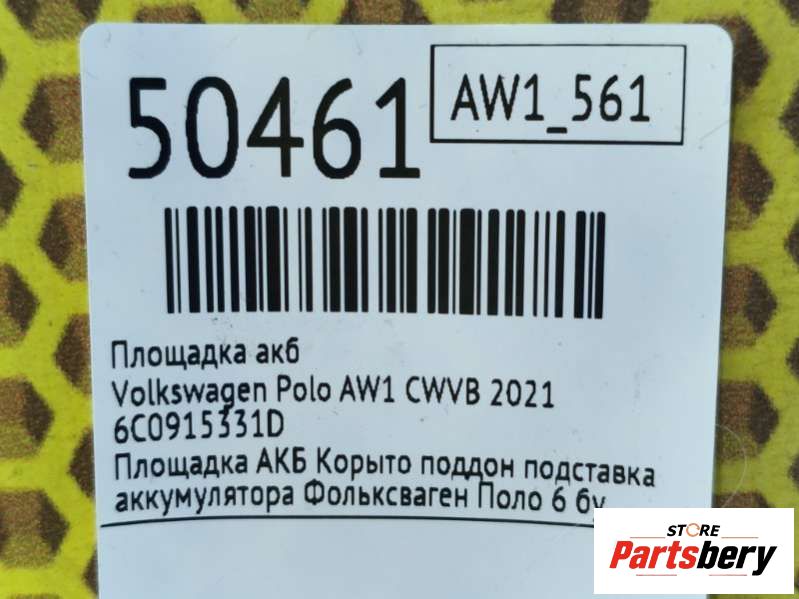 50461
AW1_561
Площадка акб
Volkswagen Polo AW1 CWVB 2021
6C0915331D
Площадка АКБ Корыто поддон подставка
аккумулятора Фольксваген Поло 6 бу
STORE
Partsbery